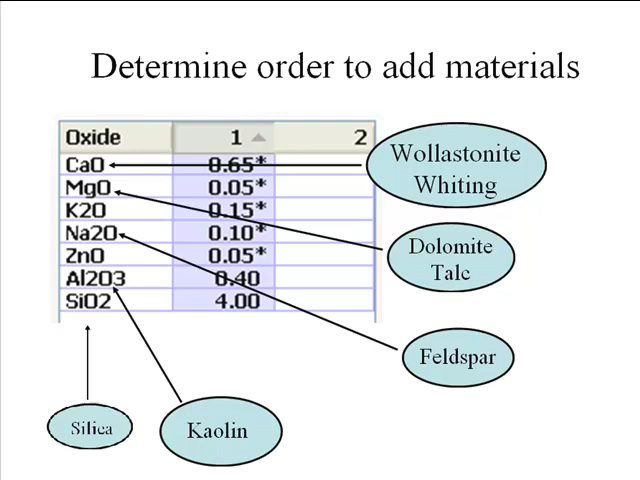 Determine order to add materials
Oxide 1 2
CaO 0.65*
MgO 0.05*
K2O 0.15*
Na2O 0.10*
ZnO 0.05*
Al2O3 0.40
SiO2 4.00
Wollastonite
Whiting
Dolomite
Talc
Feldspar
Silica
Kaolin